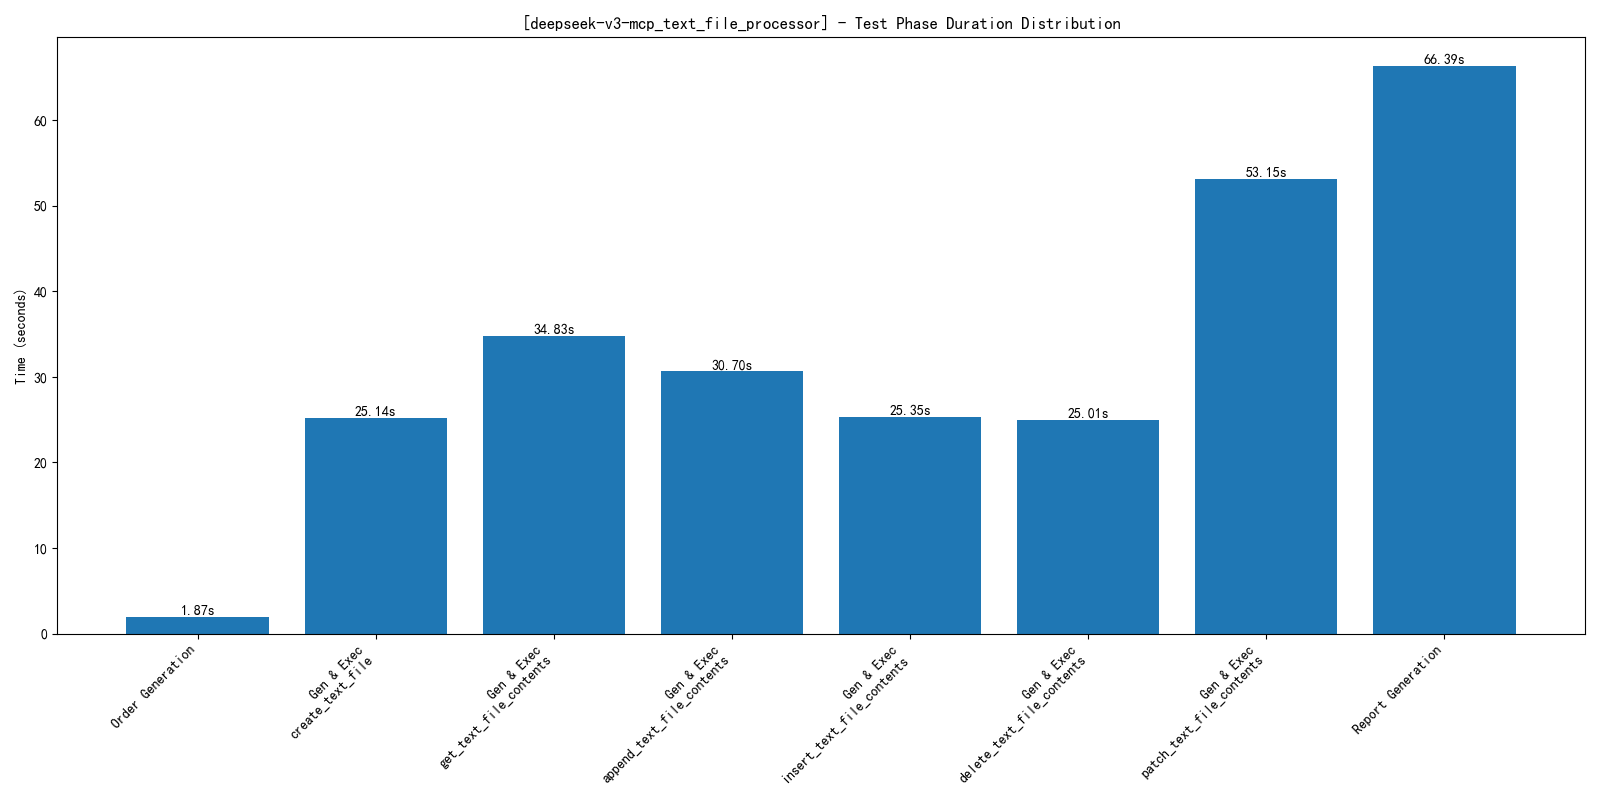 [deepseek-v3-mcp_text_file_processor] - Test Phase Duration Distribution
Time (seconds)
60
50
40
30
20
10
0
1.87s
25.14s
34.83s
30.70s
25.35s
25.01s
53.15s
66.39s
Order Generation
Gen & Exec
create_text_file
Gen & Exec
get_text_file_contents
Gen & Exec
append_text_file_contents
Gen & Exec
insert_text_file_contents
Gen & Exec
delete_text_file_contents
Gen & Exec
patch_text_file_contents
Report Generation